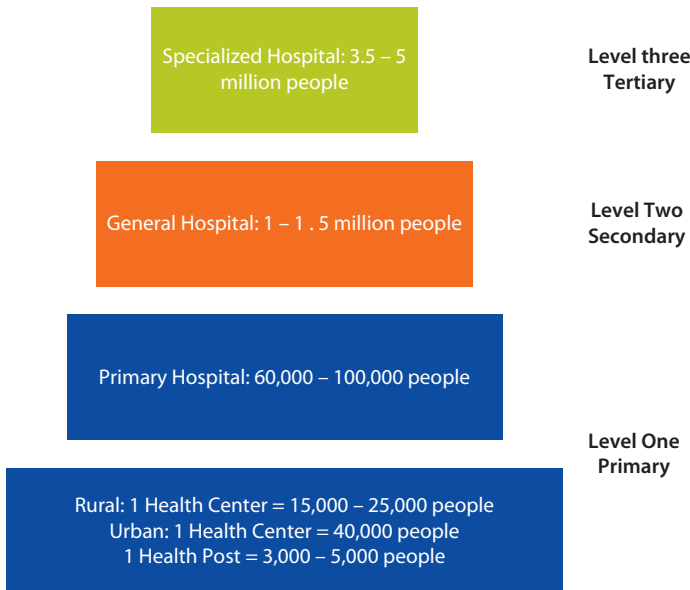 Specialized Hospital: 3.5 – 5
million people
Level three
Tertiary
General Hospital: 1 – 1 . 5 million people
Level Two
Secondary
Primary Hospital: 60,000 – 100,000 people
Level One
Primary
Rural: 1 Health Center = 15,000 – 25,000 people
Urban: 1 Health Center = 40,000 people
1 Health Post = 3,000 – 5,000 people